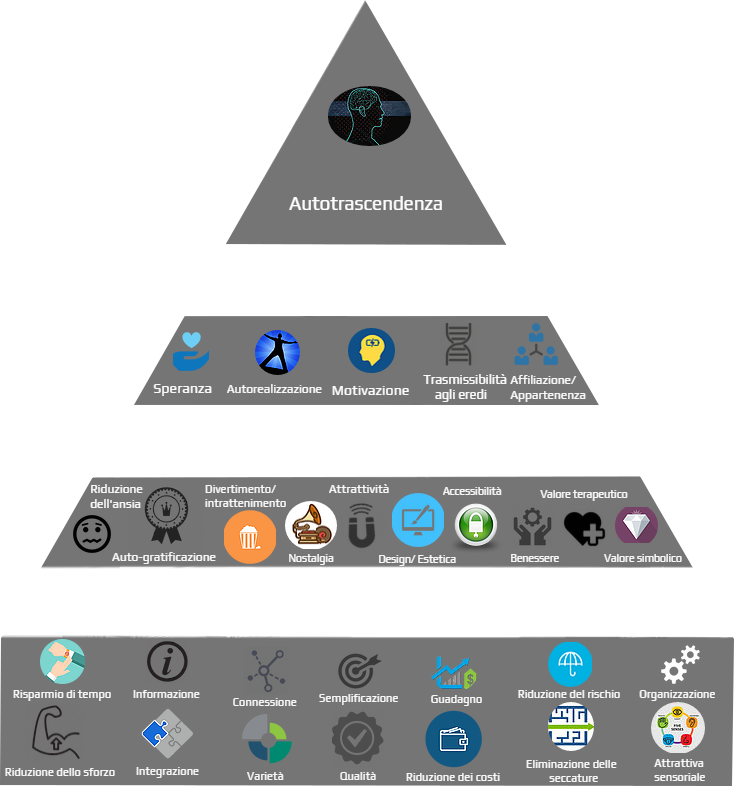 Autotrascendenza
Speranza
Autorealizzazione
Motivazione
Trasmissibilità
agli eredi
Affiliazione/
Appartenenza
Riduzione
dell'ansia
Auto-gratificazione
Divertimento/
intrattenimento
Nostalgia
Attrattività
Design/ Estetica
Accessibilità
Benessere
Valore terapeutico
Valore simbolico
Risparmio di tempo
Informazione
Connessione
Semplificazione
Guadagno
Riduzione del rischio
Organizzazione
Riduzione dello sforzo
Integrazione
Varietà
Qualità
Riduzione dei costi
Eliminazione delle
seccature
FIVE
SENSES
Attrattiva
sensoriale